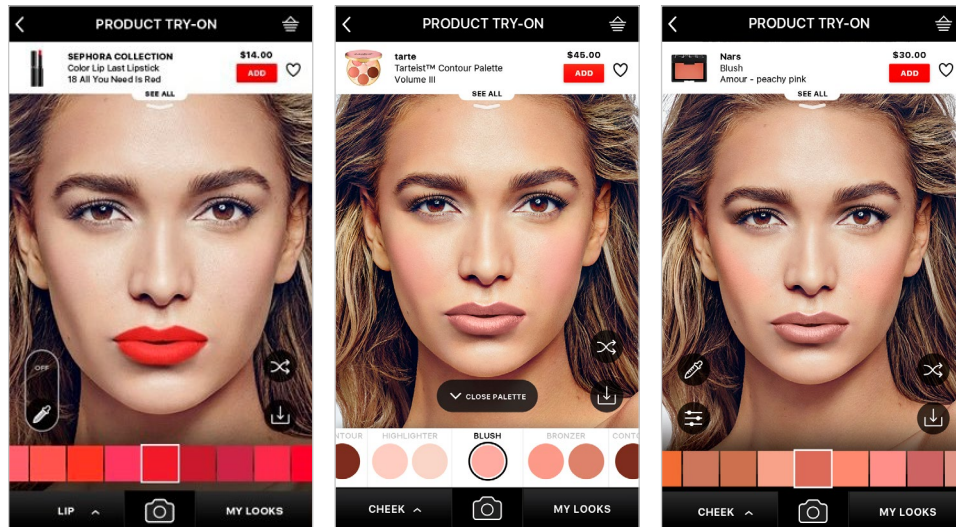 PRODUCT TRY-ON
SEPHORA COLLECTION
Color Lip Last Lipstick
18 All You Need Is Red
$14.00
ADD
SEE ALL
OFF
LIP
MY LOOKS
PRODUCT TRY-ON
tarte
Tarteist™ Contour Palette
Volume III
$45.00
ADD
SEE ALL
CLOSE PALETTE
NTOUR HIGHLIGHTER BLUSH BRONZER CONTO
CHEEK
MY LOOKS
PRODUCT TRY-ON
Nars
Blush
Amour - peachy pink
$30.00
ADD
SEE ALL
CHEEK
MY LOOKS